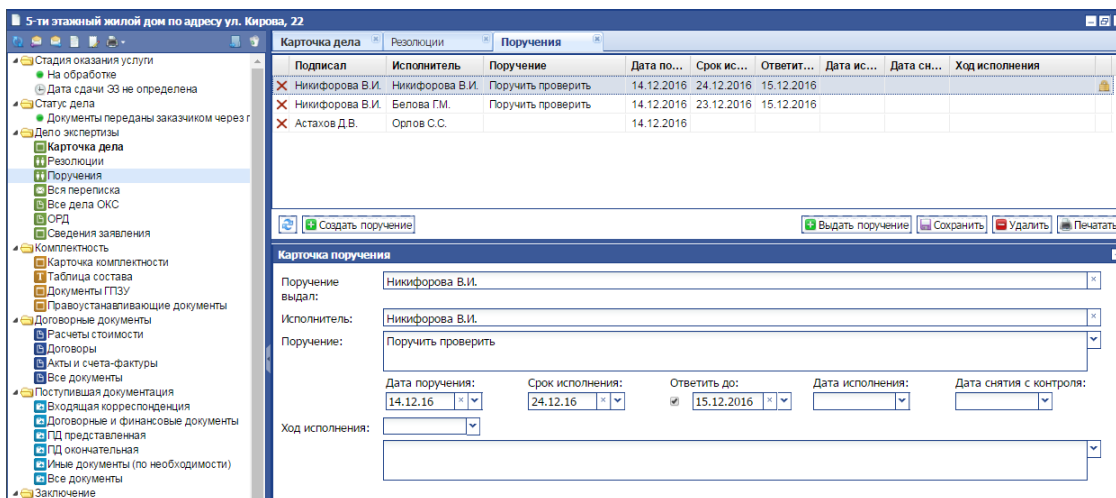 5-ти этажный жилой дом по адресу ул. Кирова, 22
Стадия оказания услуги
На обработке
Дата сдачи ЭЗ не определена
Статус дела
Документы переданы заказчиком через г
Дело экспертизы
Карточка дела
Резолюции
Поручения
Вся переписка
Все дела ОКС
ОРД
Сведения заявления
Комплектность
Карточка комплектности
Таблица состава
Документы ГПЗУ
Правоустанавливающие документы
Договорные документы
Расчеты стоимости
Договоры
Акты и счета-фактуры
Все документы
Поступившая документация
Входящая корреспонденция
Договорные и финансовые документы
ПД представленная
ПД окончательная
Иные документы (по необходимости)
Все документы
Заключение
Карточка дела Резолюции Поручения
Подписал Исполнитель Поручение Дата по... Срок ис... Ответит... Дата ис... Дата сн... Ход исполнения
Никифорова В.И. Никифорова В.И. Поручить проверить 14.12.2016 24.12.2016 15.12.2016
Никифорова В.И. Белова Г.М. Поручить проверить 14.12.2016 23.12.2016 15.12.2016
Астахов Д.В. Орлов С.С. 14.12.2016
Создать поручение Выдать поручение Сохранить Удалить Печатать
Карточка поручения
Поручение выдал: Никифорова В.И.
Исполнитель: Никифорова В.И.
Поручение: Поручить проверить
Дата поручения: Срок исполнения: Ответить до: Дата исполнения: Дата снятия с контроля:
14.12.16 24.12.16 15.12.2016
Ход исполнения: